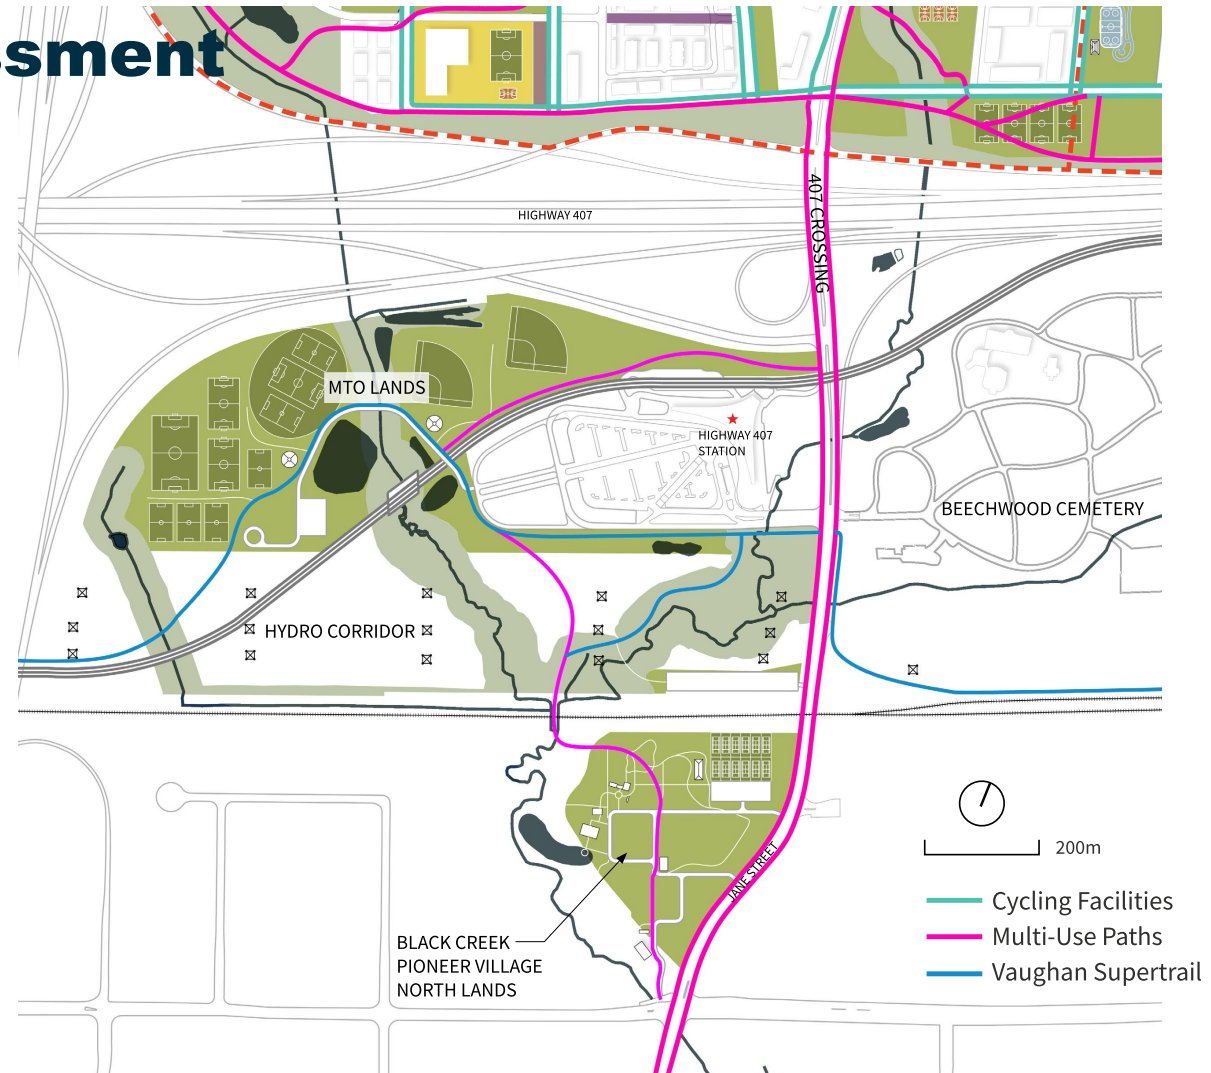 ssment
407 CROSSING
HIGHWAY 407
MTO LANDS
HIGHWAY 407
STATION
BEECHWOOD CEMETERY
HYDRO CORRIDOR
JANE STREET
200m
Cycling Facilities
Multi-Use Paths
Vaughan Supertrail
BLACK CREEK
PIONEER VILLAGE
NORTH LANDS